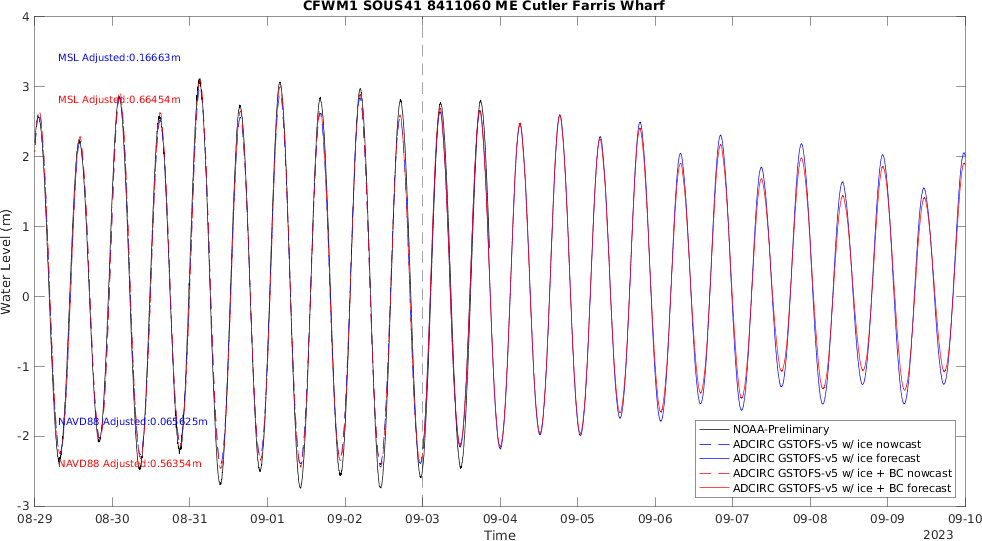 CFWM1 SOUS41 8411060 ME Cutler Farris Wharf
Water Level (m)
4
3
2
1
0
-1
-2
-3
MSL Adjusted:0.16663m
MSL Adjusted:0.66454m
NAVD88 Adjusted:0.065625m
NAVD88 Adjusted:0.56354m
NOAA-Preliminary
ADCIRC GSTOFS-v5 w/ ice nowcast
ADCIRC GSTOFS-v5 w/ ice forecast
ADCIRC GSTOFS-v5 w/ ice + BC nowcast
ADCIRC GSTOFS-v5 w/ ice + BC forecast
08-29 08-30 08-31 09-01 09-02 09-03 09-04 09-05 09-06 09-07 09-08 09-09 09-10
Time
2023